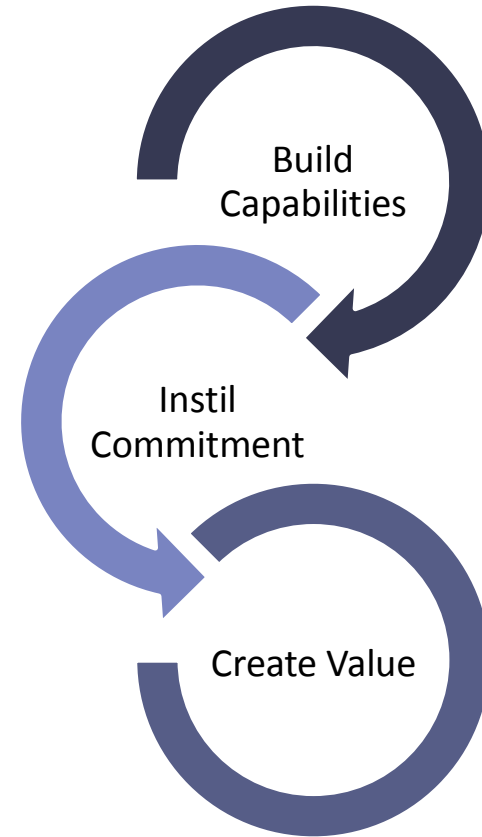 Build
Capabilities
Instil
Commitment
Create Value